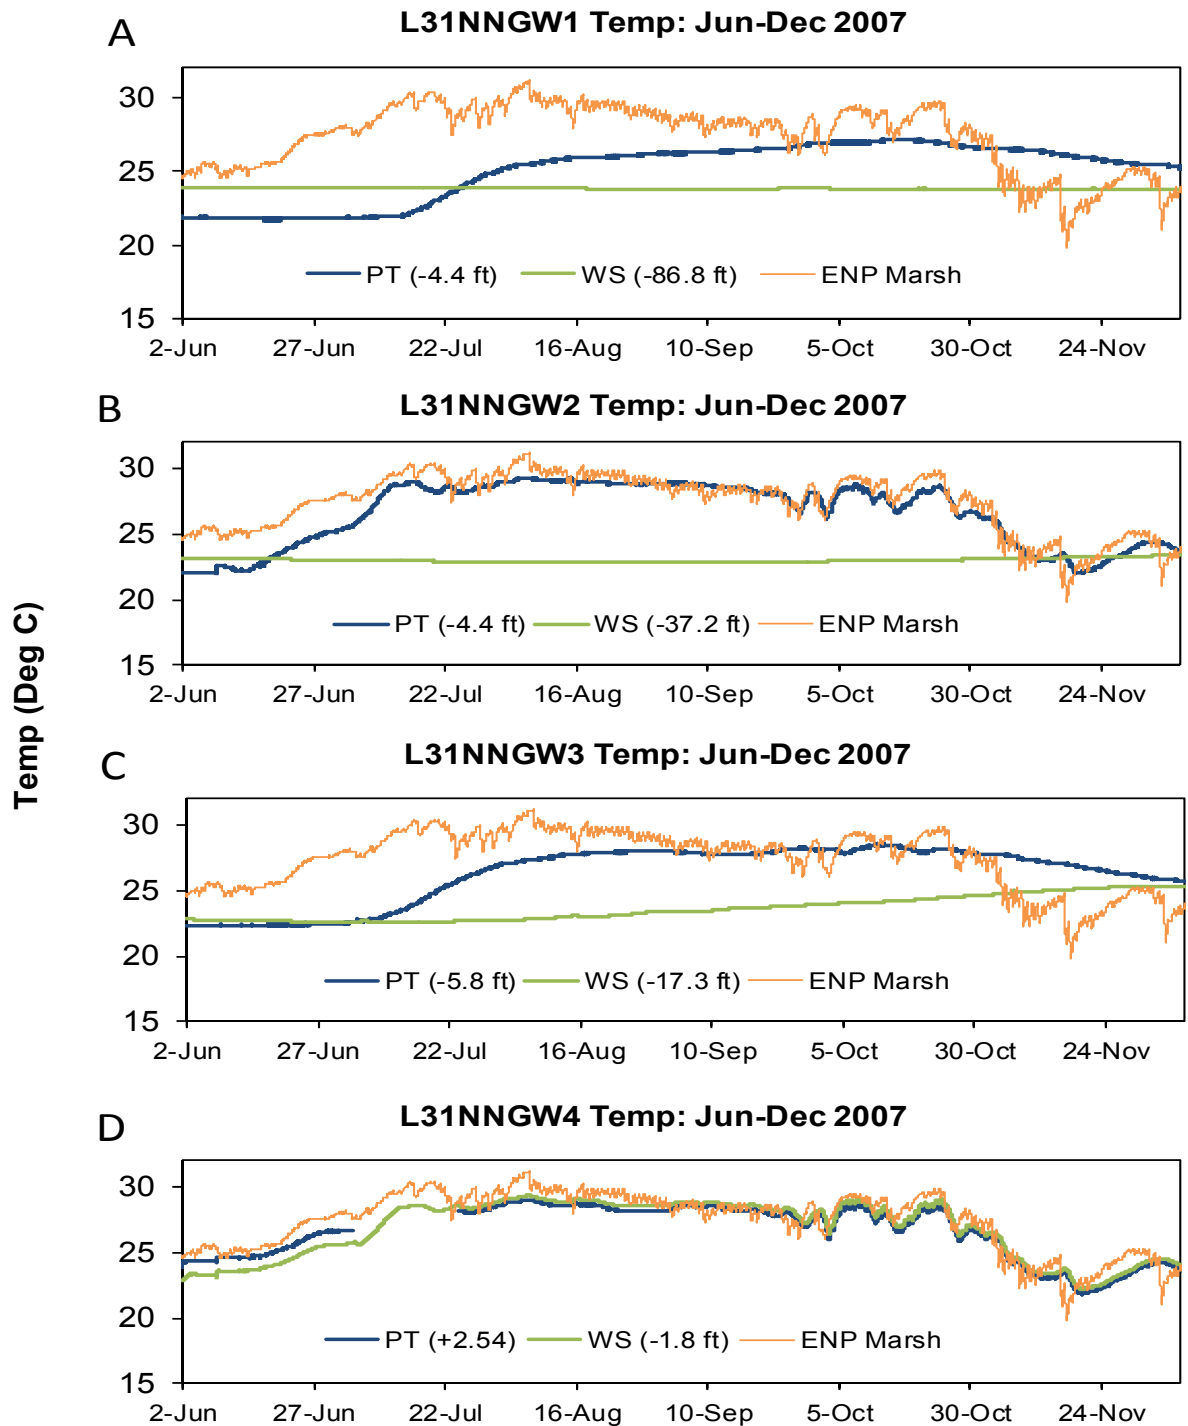 A
L31NNGW1 Temp: Jun-Dec 2007
30
25
20
15
PT (-4.4 ft) WS (-86.8 ft) ENP Marsh
2-Jun 27-Jun 22-Jul 16-Aug 10-Sep 5-Oct 30-Oct 24-Nov
B
L31NNGW2 Temp: Jun-Dec 2007
30
25
20
15
PT (-4.4 ft) WS (-37.2 ft) ENP Marsh
2-Jun 27-Jun 22-Jul 16-Aug 10-Sep 5-Oct 30-Oct 24-Nov
Temp (Deg C)
C
L31NNGW3 Temp: Jun-Dec 2007
30
25
20
15
PT (-5.8 ft) WS (-17.3 ft) ENP Marsh
2-Jun 27-Jun 22-Jul 16-Aug 10-Sep 5-Oct 30-Oct 24-Nov
D
L31NNGW4 Temp: Jun-Dec 2007
30
25
20
15
PT (+2.54) WS (-1.8 ft) ENP Marsh
2-Jun 27-Jun 22-Jul 16-Aug 10-Sep 5-Oct 30-Oct 24-Nov